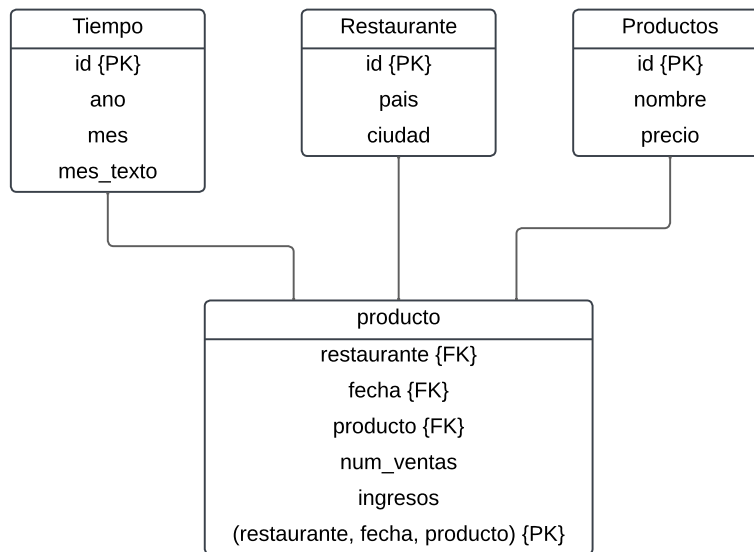 Tiempo
id {PK}
ano
mes
mes_texto
Restaurante
id {PK}
pais
ciudad
Productos
id {PK}
nombre
precio
producto
restaurante {FK}
fecha {FK}
producto {FK}
num_ventas
ingresos
(restaurante, fecha, producto) {PK}